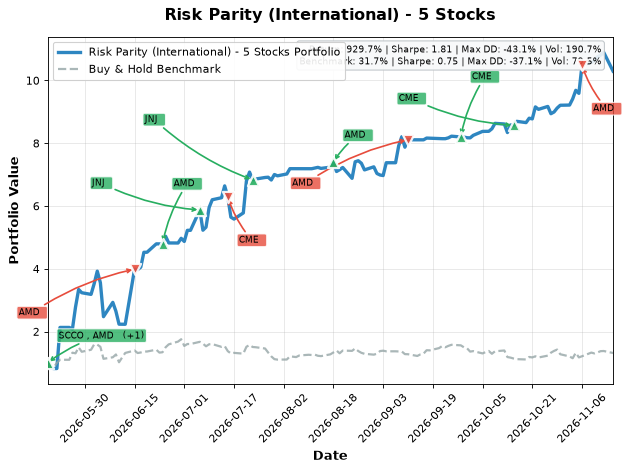 Risk Parity (International) - 5 Stocks
Risk Parity (International) - 5 Stocks Portfolio
Buy & Hold Benchmark
929.7% | Sharpe: 1.81 | Max DD: -43.1% | Vol: 190.7%
31.7% | Sharpe: 0.75 | Max DD: -37.1% | Vol:
CME
CME
AMD
JNJ
AMD
JNJ
AMD
AMD
CME
AMD
SCCO , AMD (+1)
Portfolio Value
10
8
6
4
2
2026-05-30
2026-06-15
2026-07-01
2026-07-17
2026-08-02
2026-08-18
2026-09-03
2026-09-19
2026-10-05
2026-10-21
2026-11-06
Date